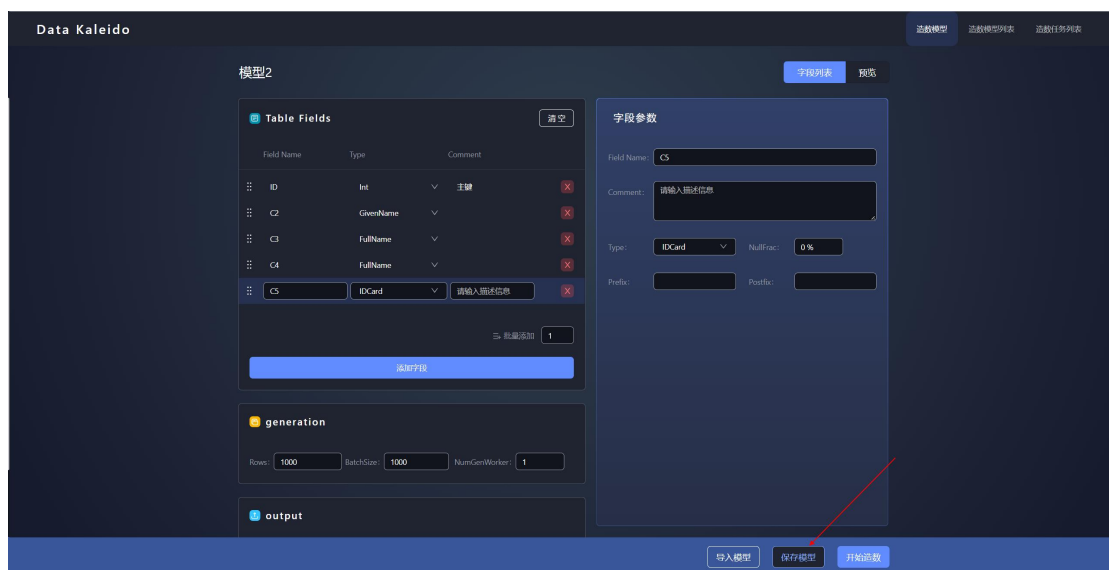 Data Kaleido 造数模型 造数模型列表 造数任务列表
模型2 字段列表 预览
Table Fields 清空
Field Name Type Comment
ID Int 主键 X
C2 GivenName X
C3 FullName X
C4 FullName X
C5 IDCard 请输入描述信息 X
批量添加 1
添加字段
generation
Rows: 1000 BatchSize: 1000 NumGenWorker: 1
output
字段参数
Field Name: C5
Comment: 请输入描述信息
Type: IDCard NullFrac: 0 %
Prefix: Postfix:
导入模型 保存模型 开始造数